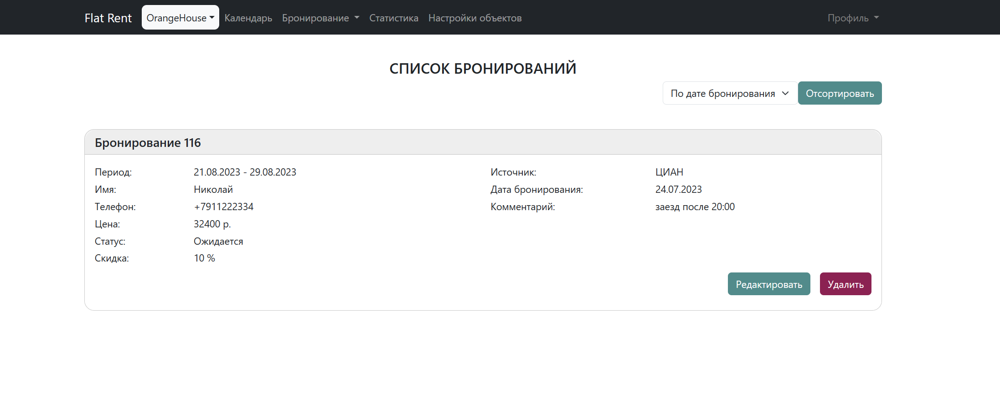 Flat Rent OrangeHouse Календарь Бронирование Статистика Настройки объектов Профиль
СПИСОК БРОНИРОВАНИЙ
По дате бронирования Отсортировать
Бронирование 116
Период: 21.08.2023 - 29.08.2023 Источник: ЦИАН
Имя: Николай Дата бронирования: 24.07.2023
Телефон: +7911222334 Комментарий: заезд после 20:00
Цена: 32400 р.
Статус: Ожидается
Скидка: 10 %
Редактировать Удалить